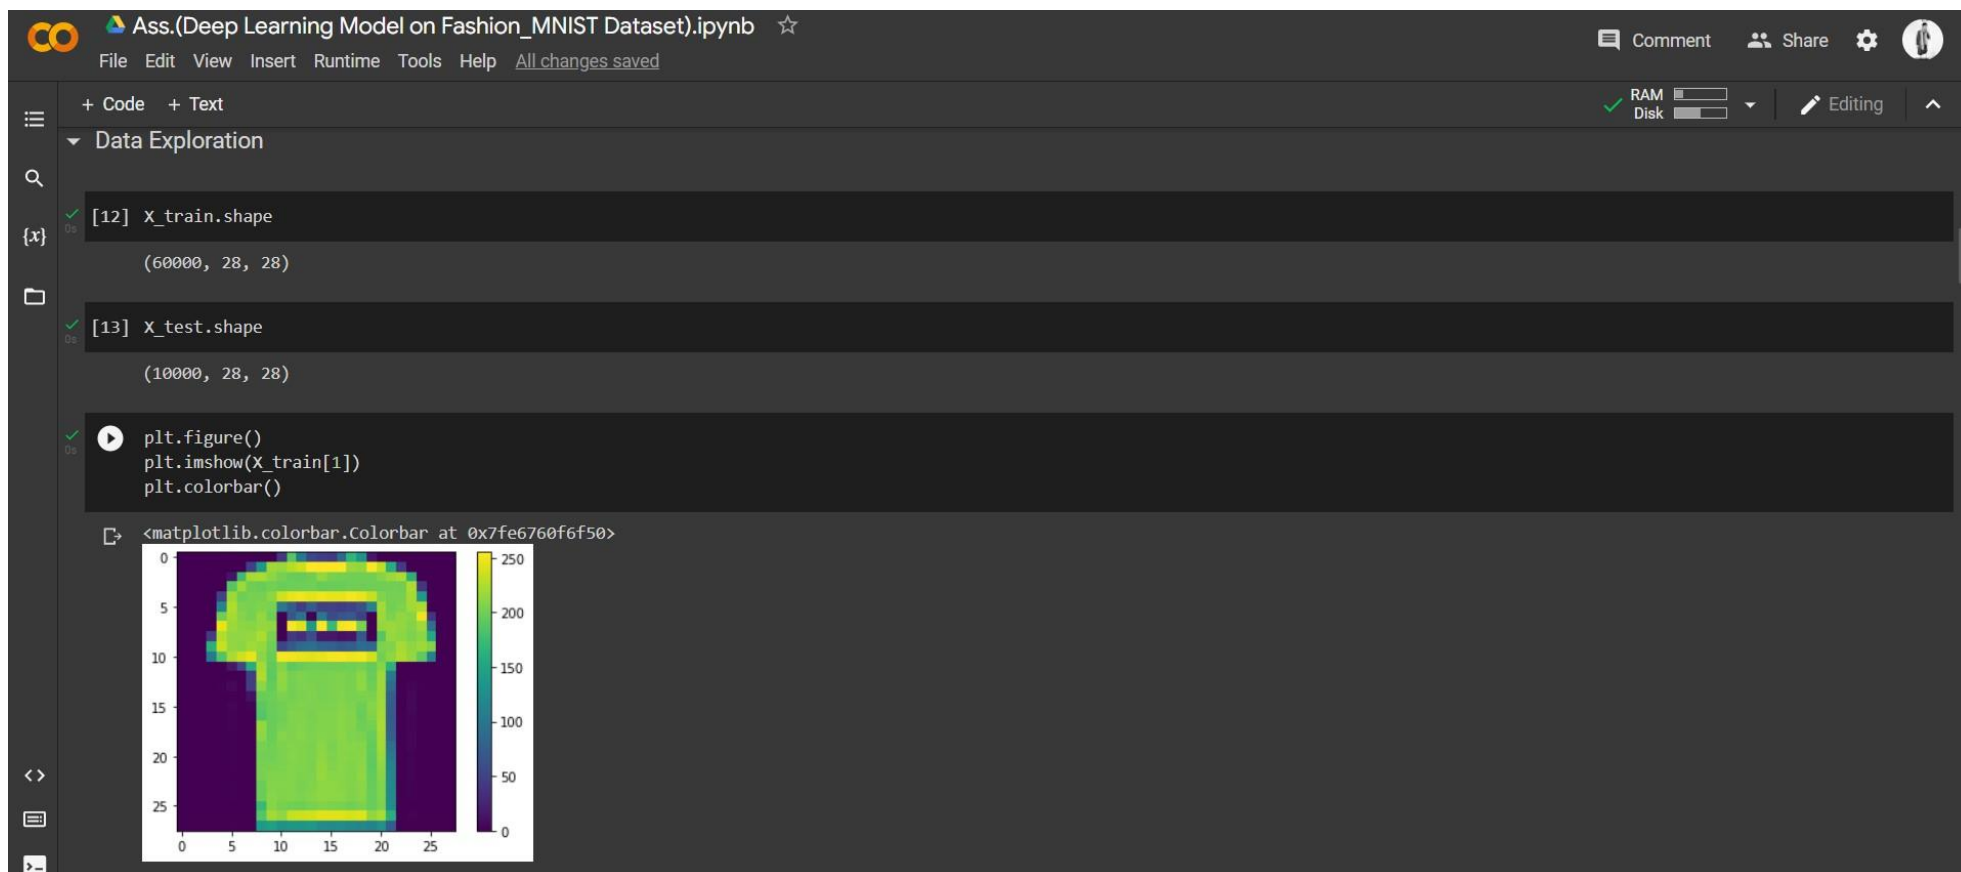 Ass.(Deep Learning Model on Fashion_MNIST Dataset).ipynb
File Edit View Insert Runtime Tools Help All changes saved
Comment Share
+ Code + Text
RAM
Disk
Editing
Data Exploration
{x}
[12] X_train.shape
0s
(60000, 28, 28)
[13] X_test.shape
0s
(10000, 28, 28)
plt.figure()
0s
plt.imshow(X_train[1])
plt.colorbar()
<matplotlib.colorbar.Colorbar at 0x7fe6760f6f50>
0
5
10
15
20
25
0 5 10 15 20 25
250
200
150
100
50
0